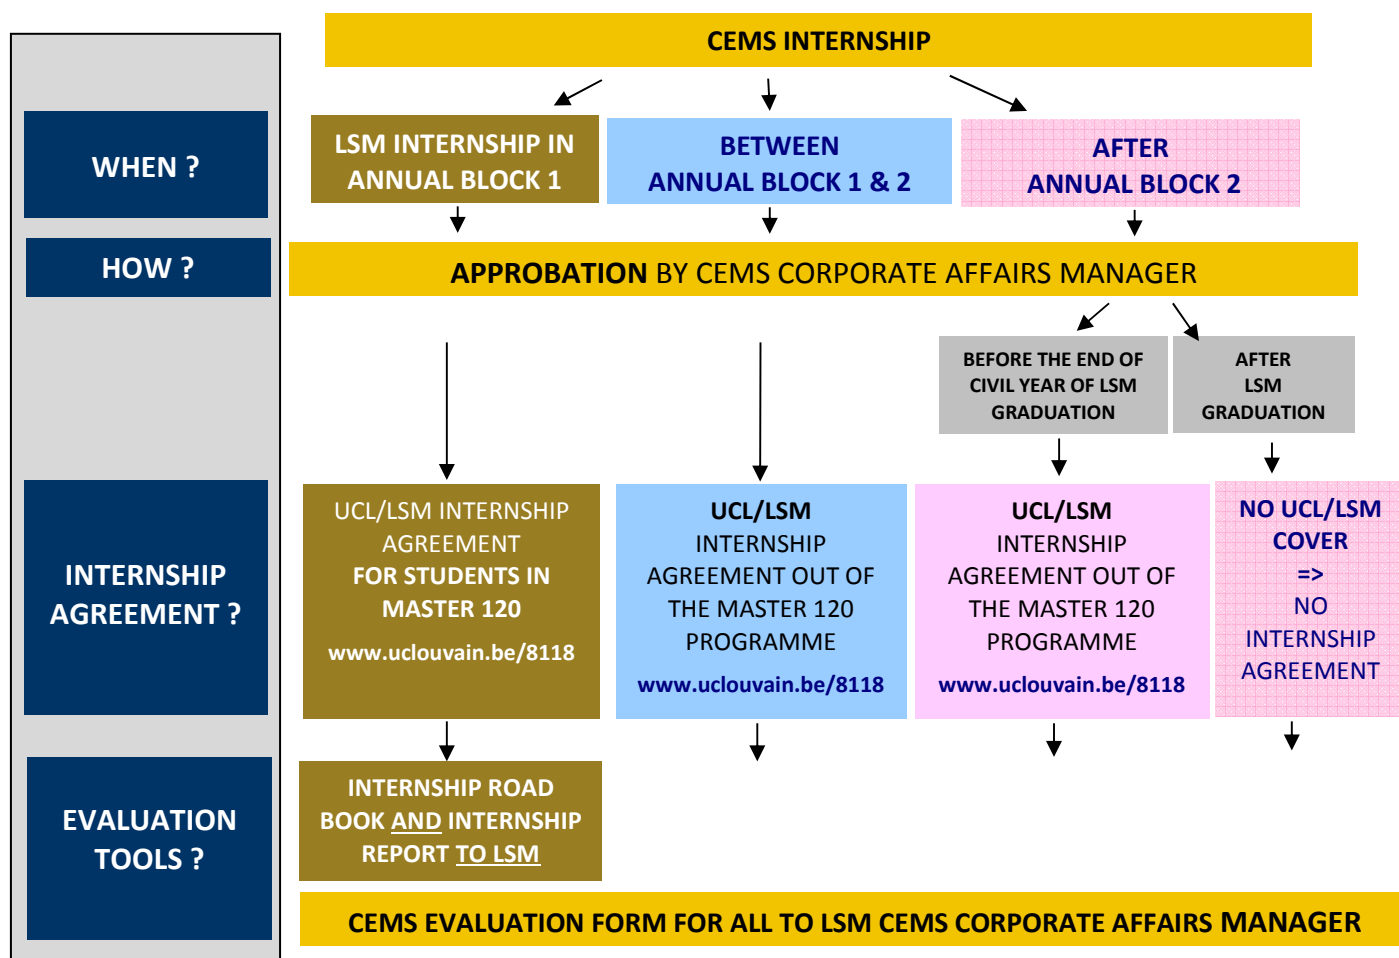 CEMS INTERNSHIP
WHEN ?
LSM INTERNSHIP IN
ANNUAL BLOCK 1
BETWEEN
ANNUAL BLOCK 1 & 2
AFTER
ANNUAL BLOCK 2
HOW ?
APPROBATION BY CEMS CORPORATE AFFAIRS MANAGER
BEFORE THE END OF
CIVIL YEAR OF LSM
GRADUATION
AFTER
LSM
GRADUATION
INTERNSHIP
AGREEMENT ?
UCL/LSM INTERNSHIP
AGREEMENT
FOR STUDENTS IN
MASTER 120
www.uclouvain.be/8118
UCL/LSM
INTERNSHIP
AGREEMENT OUT OF
THE MASTER 120
PROGRAMME
www.uclouvain.be/8118
UCL/LSM
INTERNSHIP
AGREEMENT OUT OF
THE MASTER 120
PROGRAMME
www.uclouvain.be/8118
NO UCL/LSM
COVER
=>
NO
INTERNSHIP
AGREEMENT
EVALUATION
TOOLS ?
INTERNSHIP ROAD
BOOK AND INTERNSHIP
REPORT TO LSM
CEMS EVALUATION FORM FOR ALL TO LSM CEMS CORPORATE AFFAIRS MANAGER